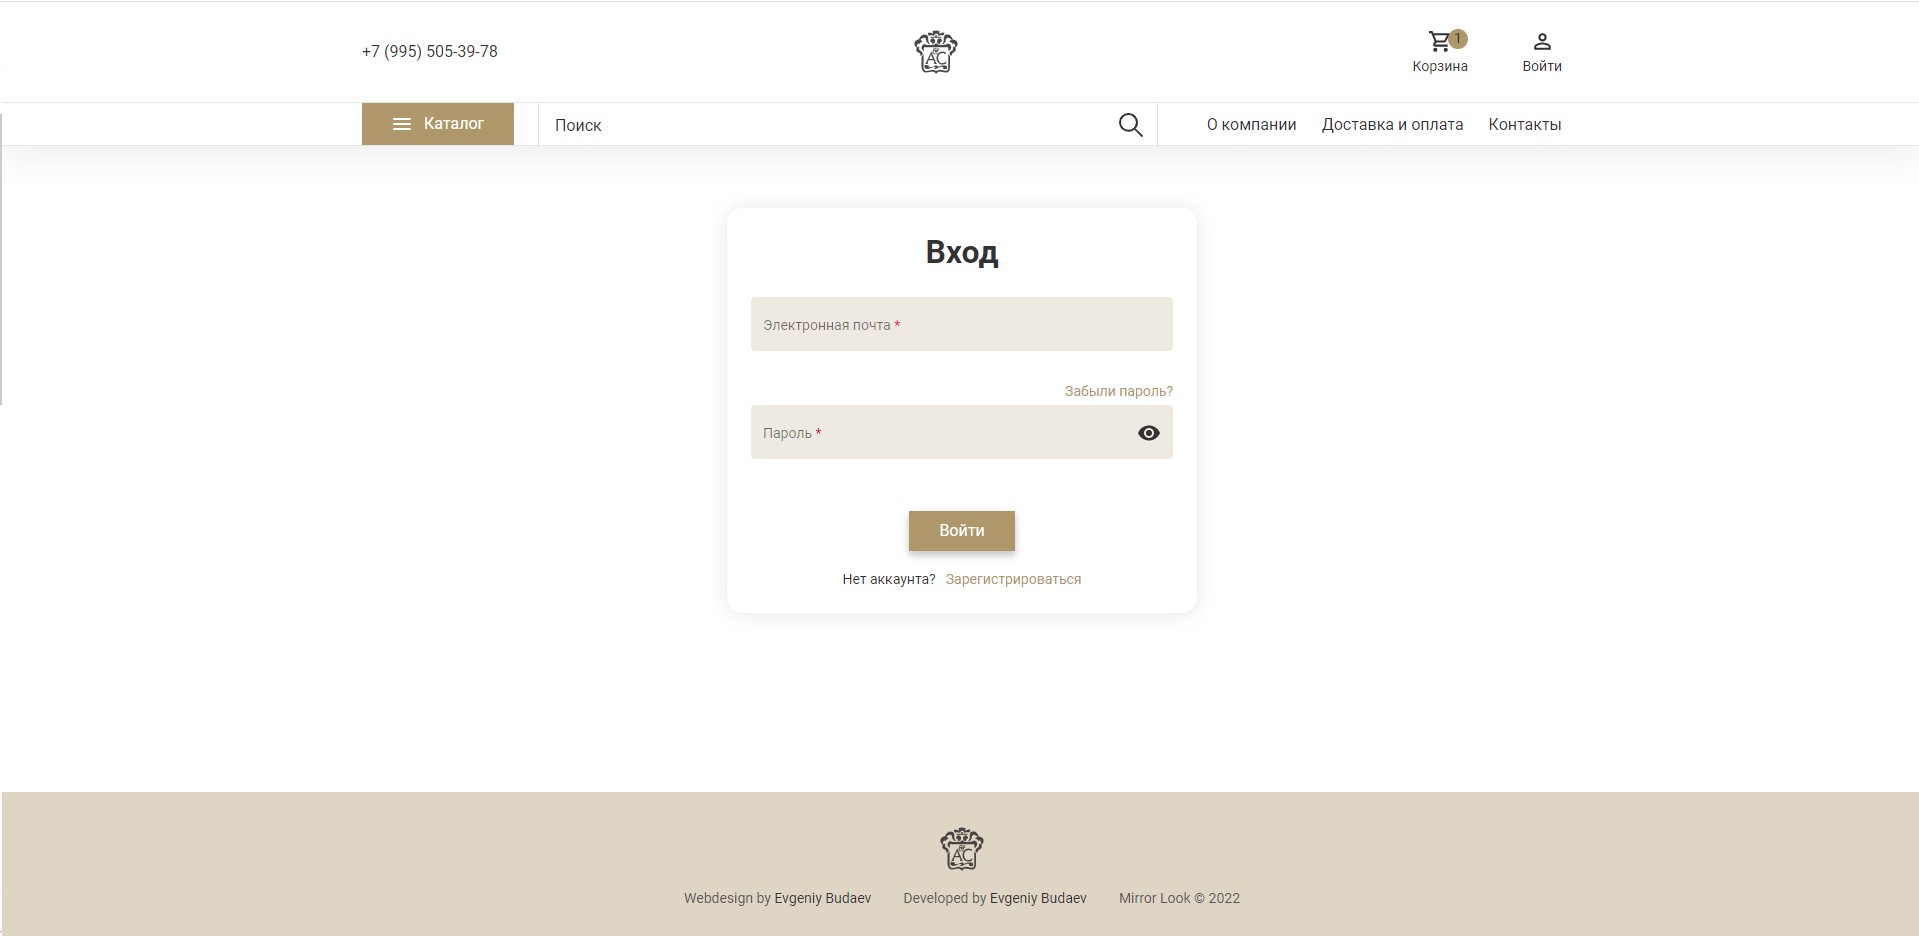 +7 (995) 505-39-78
AC
1
Корзина
Войти
Каталог
Поиск
О компании
Доставка и оплата
Контакты
Вход
Электронная почта *
Забыли пароль?
Пароль *
Войти
Нет аккаунта? Зарегистрироваться
AC
Webdesign by Evgeniy Budaev
Developed by Evgeniy Budaev
Mirror Look © 2022